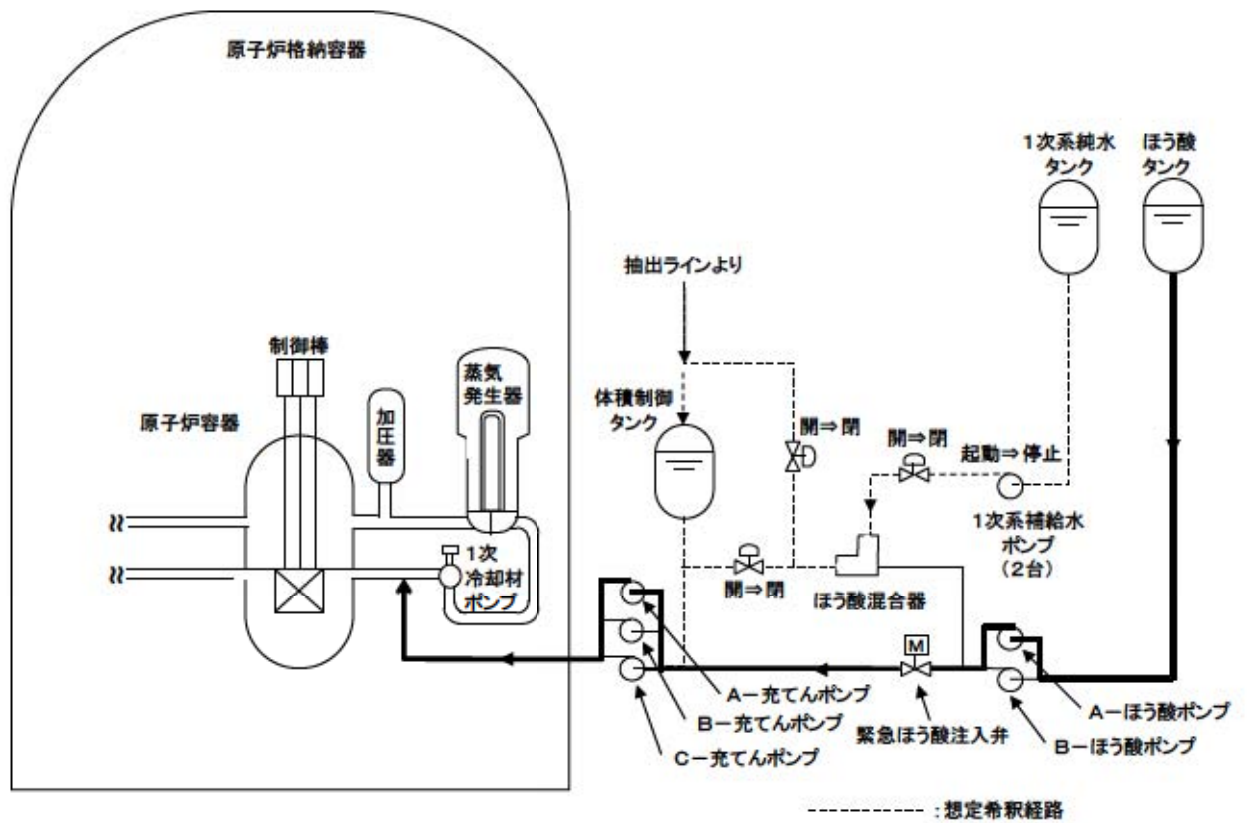 原子炉格納容器
1次系純水
タンク
ほう酸
タンク
抽出ラインより
制御棒
蒸気
発生器
体積制御
タンク
原子炉容器
加
圧
器
開⇒閉
開⇒閉
起動⇒停止
1次
冷却材
ポンプ
1次系補給水
ポンプ
(2台)
開⇒閉
ほう酸混合器
M
A-充てんポンプ
B-充てんポンプ
C-充てんポンプ
緊急ほう酸注入弁
A-ほう酸ポンプ
B-ほう酸ポンプ
:想定希釈経路